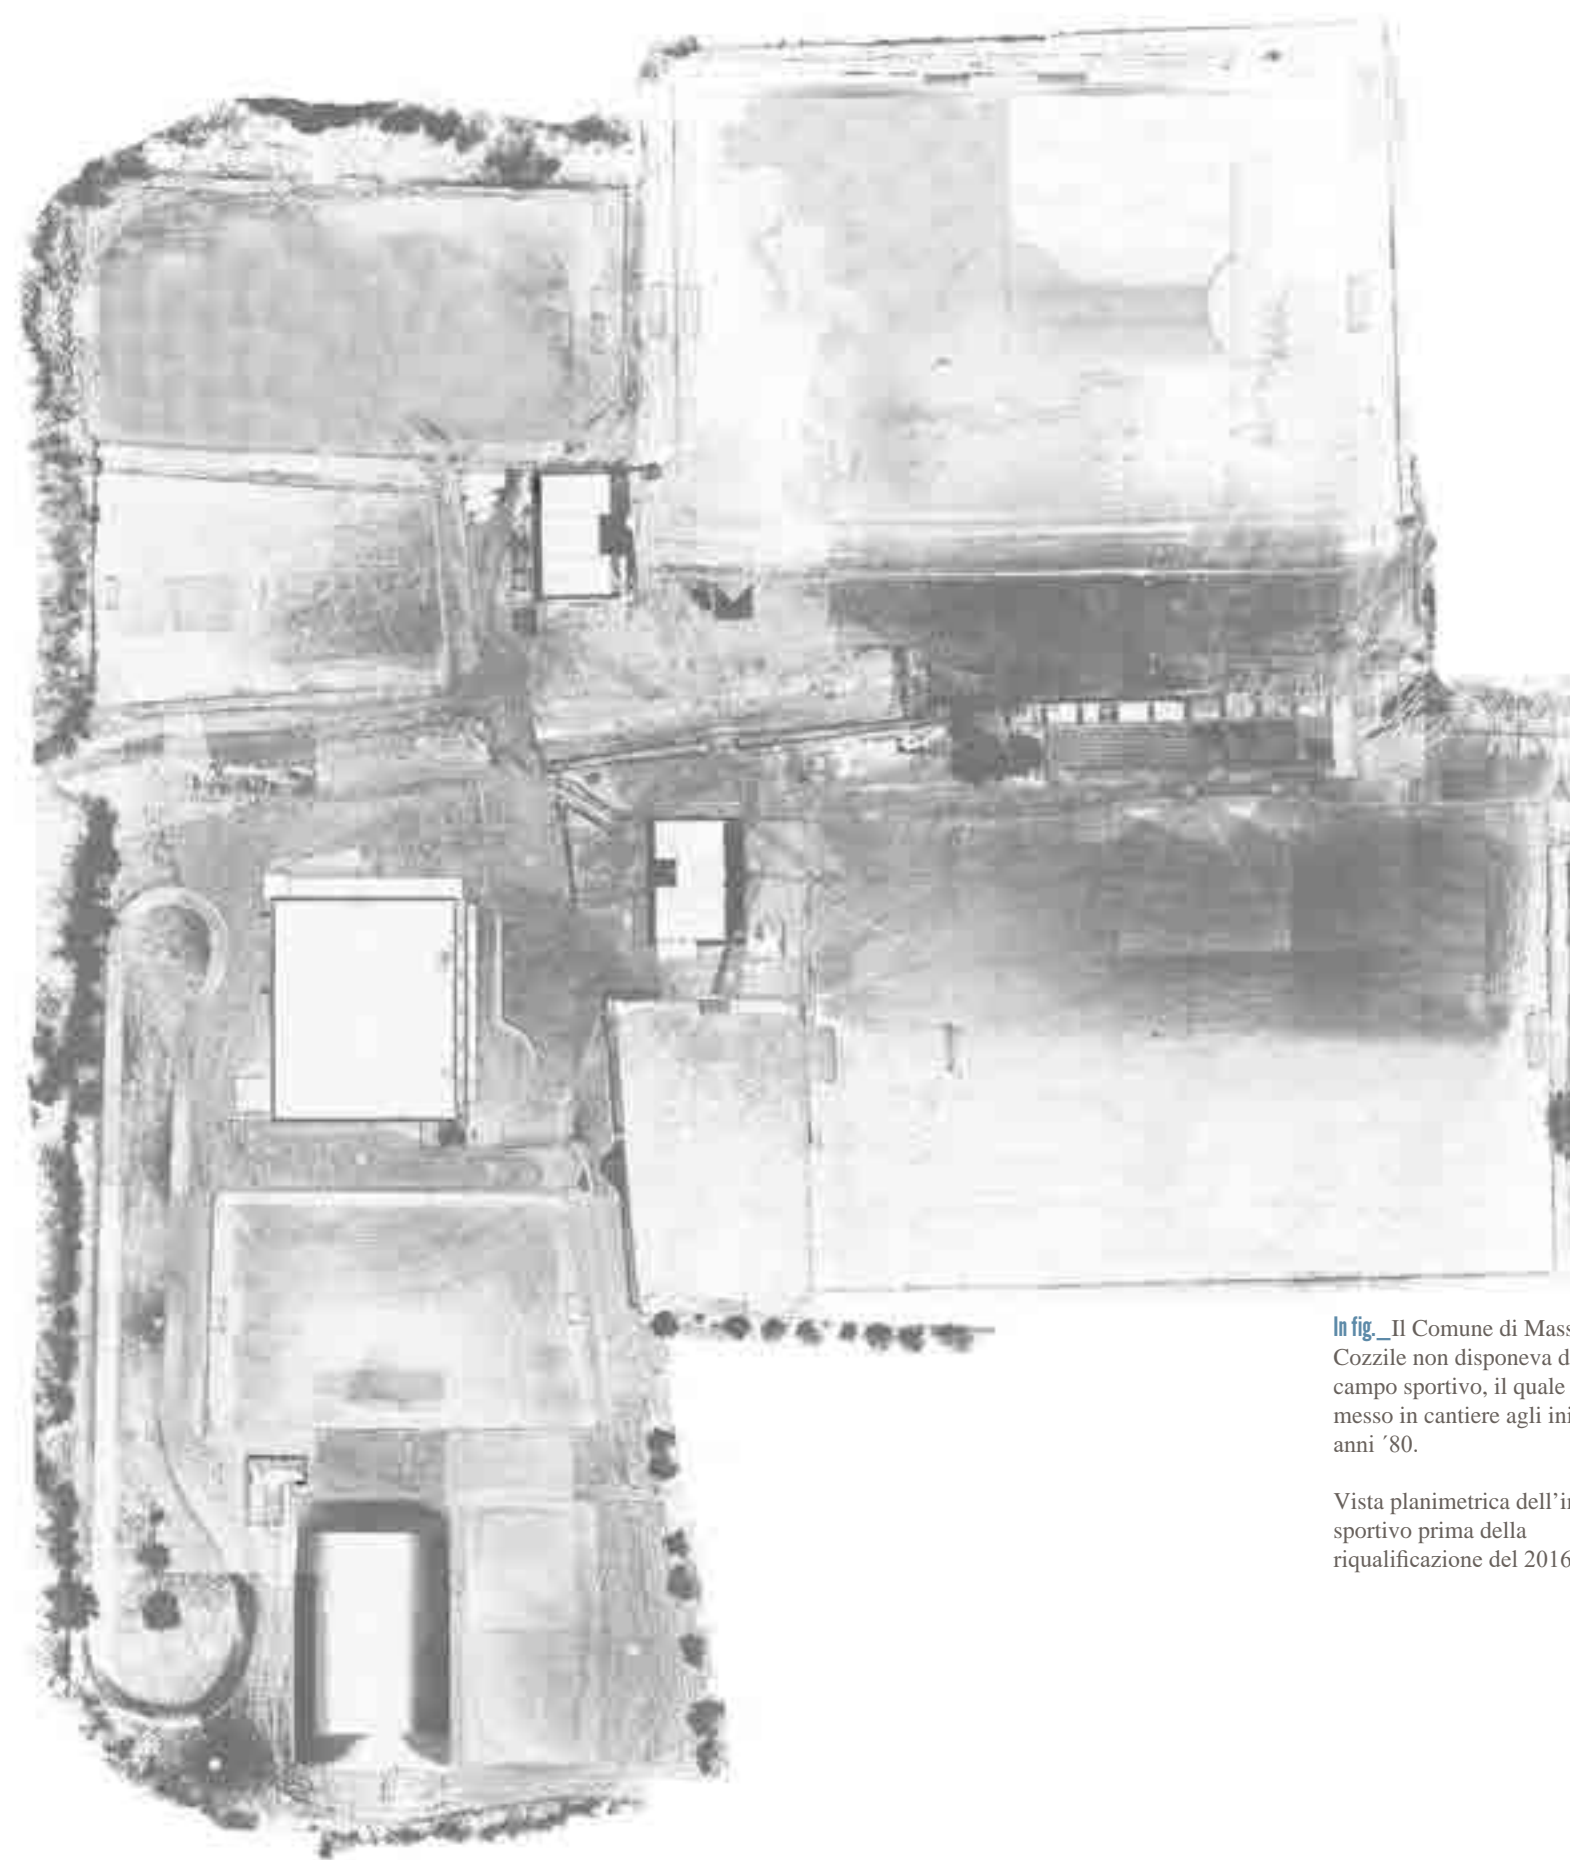 In fig._Il Comune di Mass
Cozzile non disponeva d
campo sportivo, il quale
messo in cantiere agli ini
anni ´80.
Vista planimetrica dell’i
sportivo prima della
riqualificazione del 2016